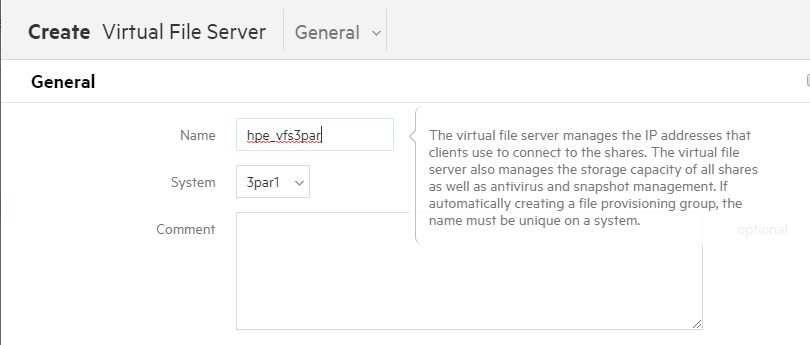 Create Virtual File Server General
General
Name hpe_vfs3par
The virtual file server manages the IP addresses that
clients use to connect to the shares. The virtual file
server also manages the storage capacity of all shares
as well as antivirus and snapshot management. If
automatically creating a file provisioning group, the
name must be unique on a system.
System 3par1
Comment optional